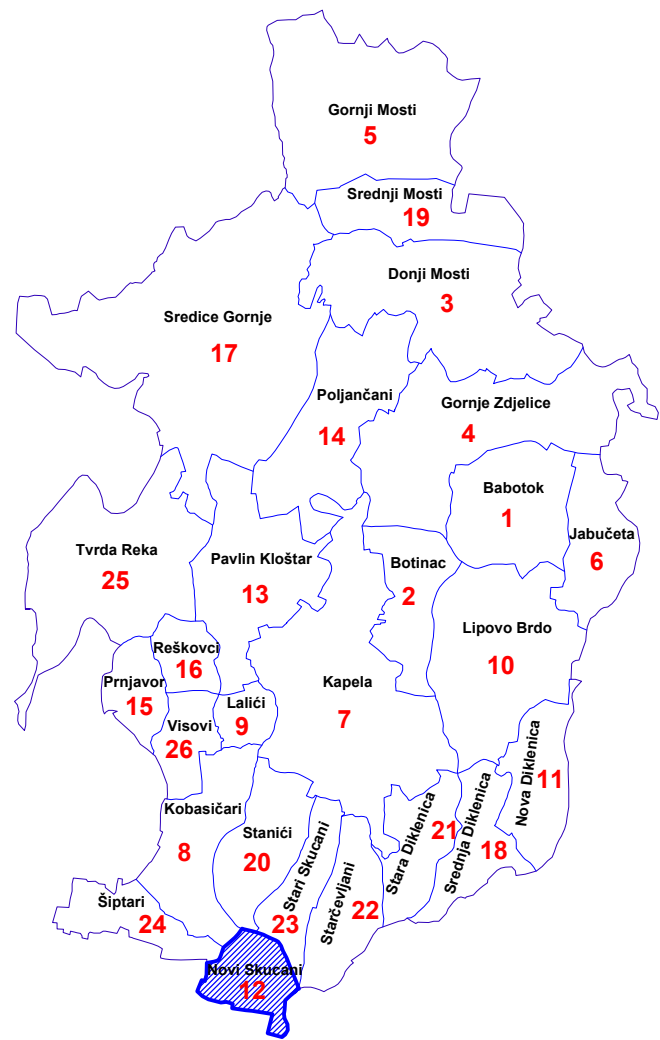 Gornji Mosti
5
Srednji Mosti
19
Donji Mosti
3
Sredice Gornje
17
Poljančani
14
Gornje Zdjelice
4
Babotok
1
Jabučeta
6
Tvrda Reka
25
Pavlin Kloštar
13
Botinac
2
Lipovo Brdo
10
Reškovci
16
Prnjavor
15
Lalići
9
Kapela
7
Visovi
26
Nova Diklenica
11
Kobasičari
8
Stanići
20
Stari Skucani
23
Starčevljani
22
Stara Diklenica
21
Srednja Diklenica
18
Šiptari
24
Novi Skucani
12